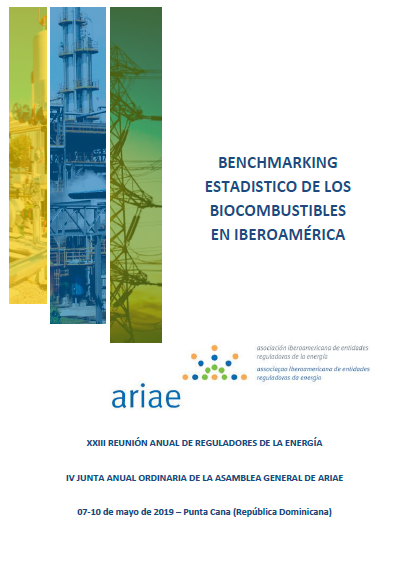 BENCHMARKING
ESTADISTICO DE LOS
BIOCOMBUSTIBLES
EN IBEROAMÉRICA
asociación iberoamericana de entidades
reguladoras de la energía
associaçao iberoamericana de entidades
reguladoras de energia
ariae
XXIII REUNIÓN ANUAL DE REGULADORES DE LA ENERGÍA
IV JUNTA ANUAL ORDINARIA DE LA ASAMBLEA GENERAL DE ARIAE
07-10 de mayo de 2019 – Punta Cana (República Dominicana)